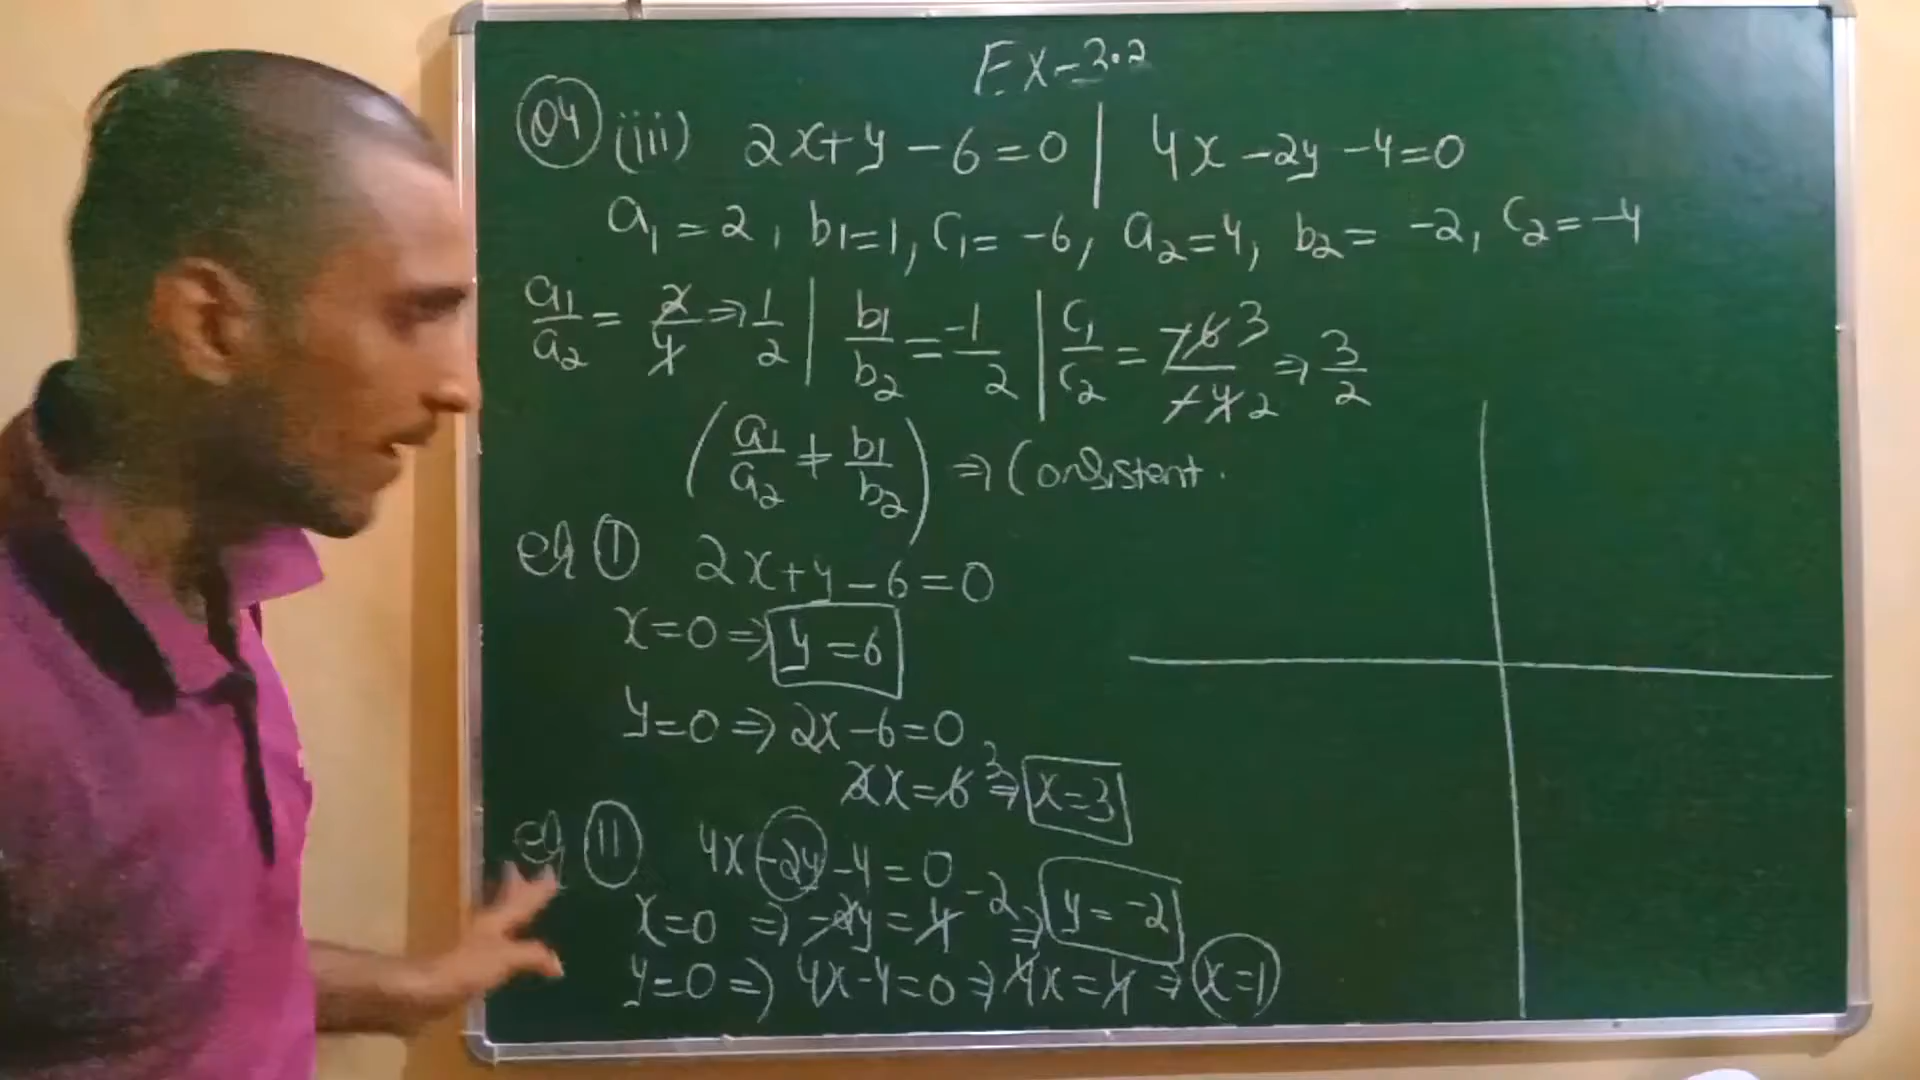 Ex-3.2
Q4 (iii) 2x+y-6=0 | 4x-2y-4=0
a1=2, b1=1, c1=-6, a2=4, b2=-2, c2=-4
a1/a2 = 2/4 ⇒ 1/2 | b1/b2 = -1/2 | c1/c2 = -6 3/-4 2 ⇒ 3/2
(a1/a2 ≠ b1/b2) ⇒ Consistent.
eq (I) 2x+y-6=0
x=0 ⇒ y=6
y=0 ⇒ 2x-6=0
2x=6 3 ⇒ x=3
eq (II) 4x-2y-4=0
x=0 ⇒ -2y=4 -2 ⇒ y=-2
y=0 ⇒ 4x-4=0 ⇒ 4x=4 ⇒ x=1